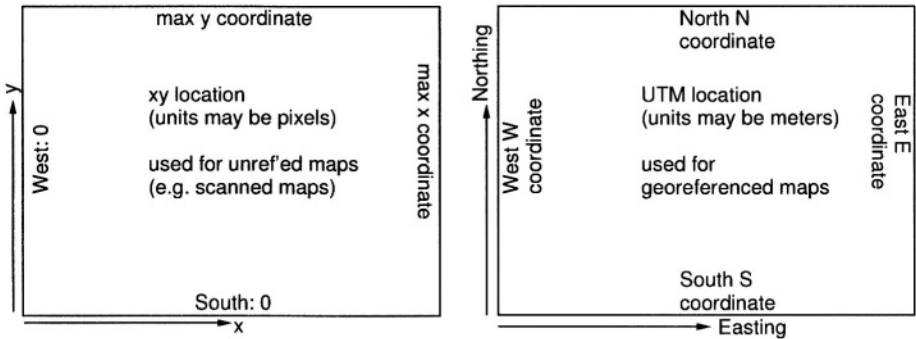 max y coordinate
y
West: 0
xy location
(units may be pixels)
used for unref'ed maps
(e.g. scanned maps)
max x coordinate
South: 0
x
North N
coordinate
Northing
West W
coordinate
UTM location
(units may be meters)
used for
georeferenced maps
East E
coordinate
South S
coordinate
Easting